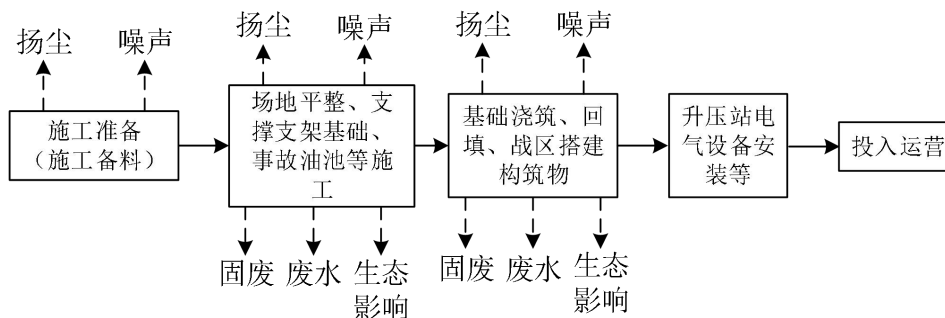 扬尘
噪声
施工准备
（施工备料）
扬尘
噪声
场地平整、支
撑支架基础、
事故油池等施
工
固废
废水
生态
影响
扬尘
噪声
基础浇筑、回
填、战区搭建
构筑物
固废
废水
生态
影响
升压站电
气设备安
装等
投入运营